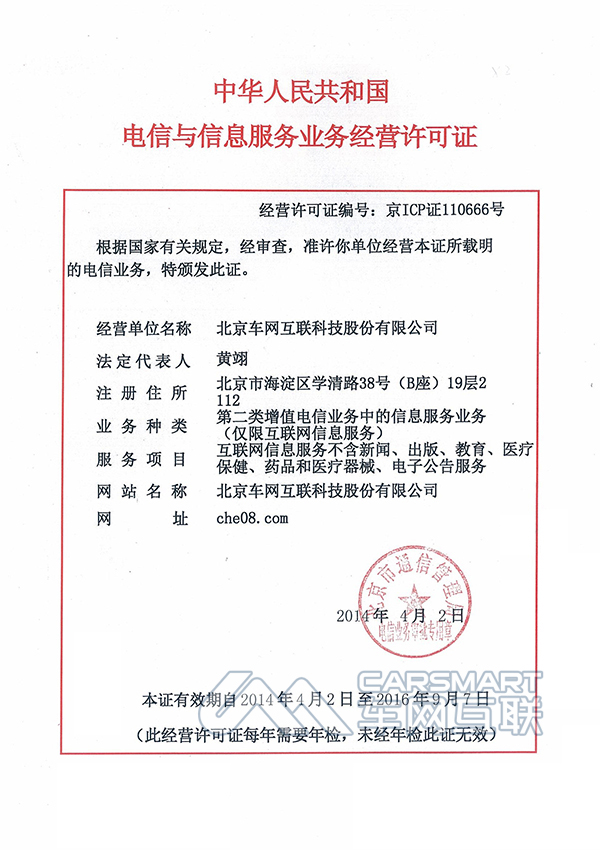 中华人民共和国
电信与信息服务业务经营许可证
经营许可证编号：京ICP证110666号
根据国家有关规定，经审查，准许你单位经营本证所载明
的电信业务，特颁发此证。
经营单位名称 北京车网互联科技股份有限公司
法定代表人 黄翊
注册住所 北京市海淀区学清路38号（B座）19层2
112
业务种类 第二类增值电信业务中的信息服务业务
（仅限互联网信息服务）
服务项目 互联网信息服务不含新闻、出版、教育、医疗
保健、药品和医疗器械、电子公告服务
网站名称 北京车网互联科技股份有限公司
网址 che08.com
北京市通信管理局
电信业务审批专用章
2014年 4月 2日
CARSMART
车网互联
本证有效期自2014年4月2日至2016年9月7日
（此经营许可证每年需要年检，未经年检此证无效）